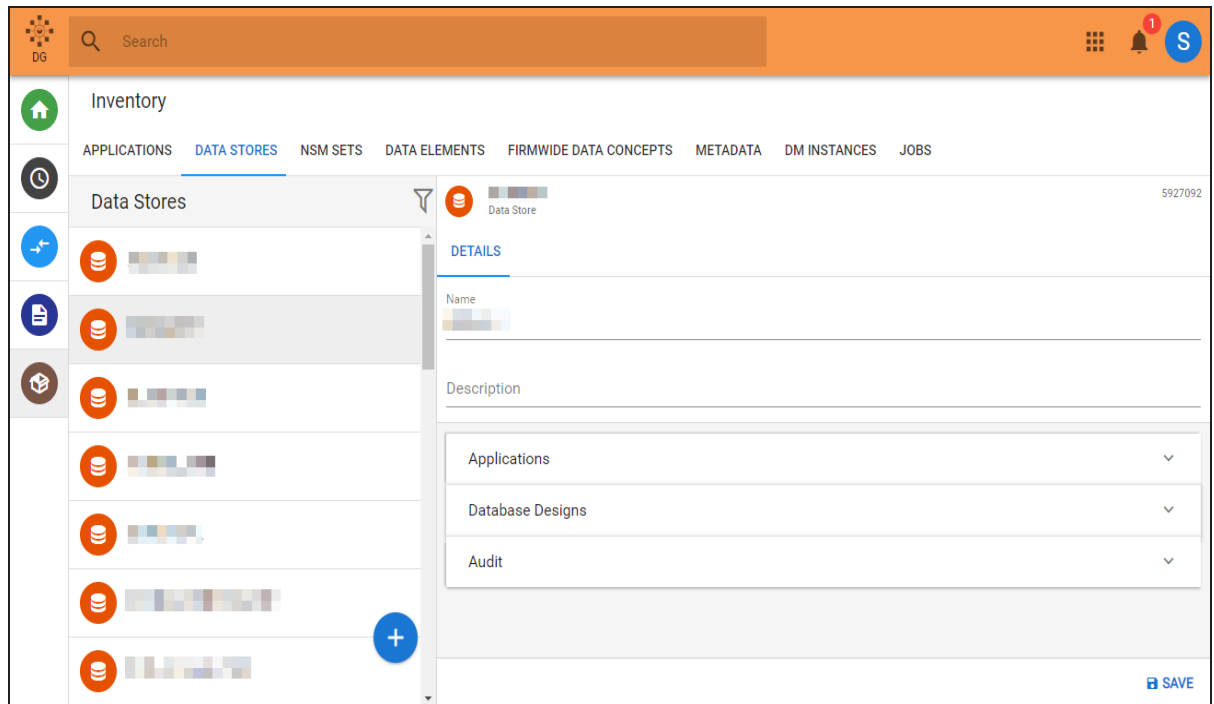 DG
Search
1
S
Inventory
APPLICATIONS DATA STORES NSM SETS DATA ELEMENTS FIRMWIDE DATA CONCEPTS METADATA DM INSTANCES JOBS
Data Stores
Data Store
5927092
DETAILS
Name
Description
Applications
Database Designs
Audit
SAVE